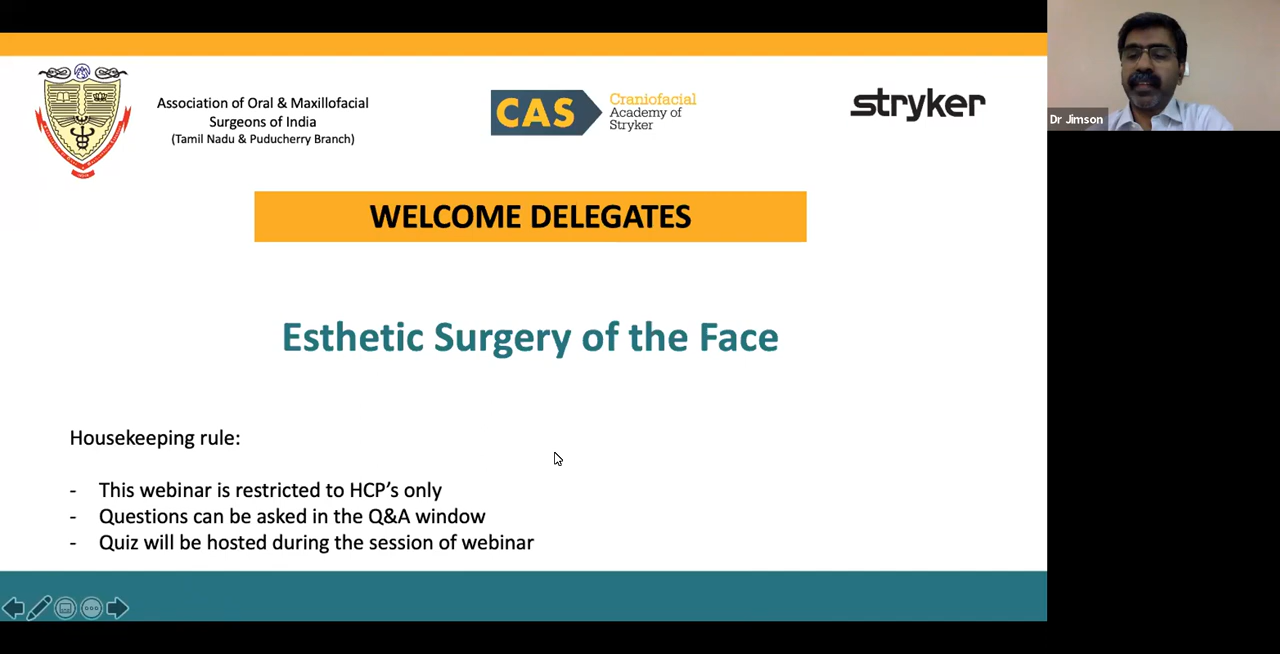 Association of Oral & Maxillofacial
Surgeons of India
(Tamil Nadu & Puducherry Branch)
CAS
Craniofacial
Academy of
Stryker
stryker
Dr Jimson
WELCOME DELEGATES
Esthetic Surgery of the Face
Housekeeping rule:
- This webinar is restricted to HCP's only
- Questions can be asked in the Q&A window
- Quiz will be hosted during the session of webinar